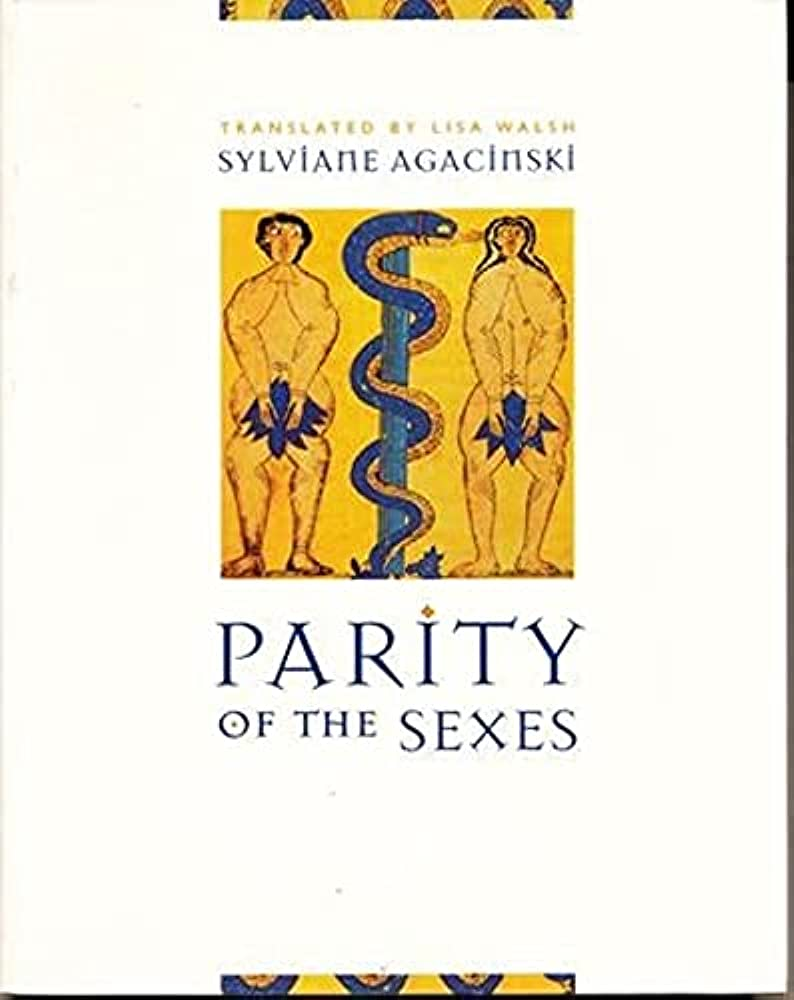 TRANSLATED BY LISA WALSH
SYLVIANE AGACINSKI
PARITY
OF THE SEXES